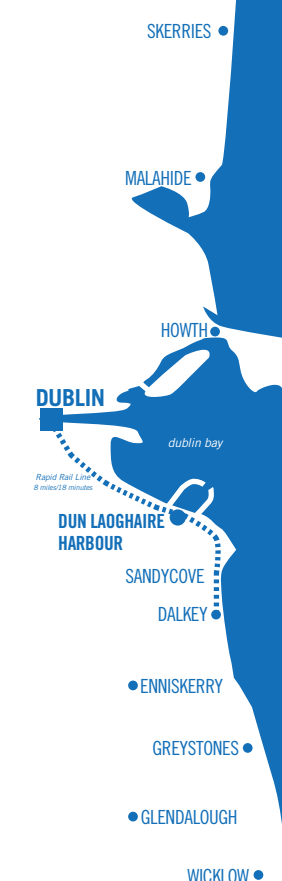 SKERRIES
MALAHIDE
HOWTH
DUBLIN
dublin bay
Rapid Rail Line
8 miles/18 minutes
DUN LAOGHAIRE
HARBOUR
SANDYCOVE
DALKEY
ENNISKERRY
GREYSTONES
GLENDALOUGH
WICKLOW